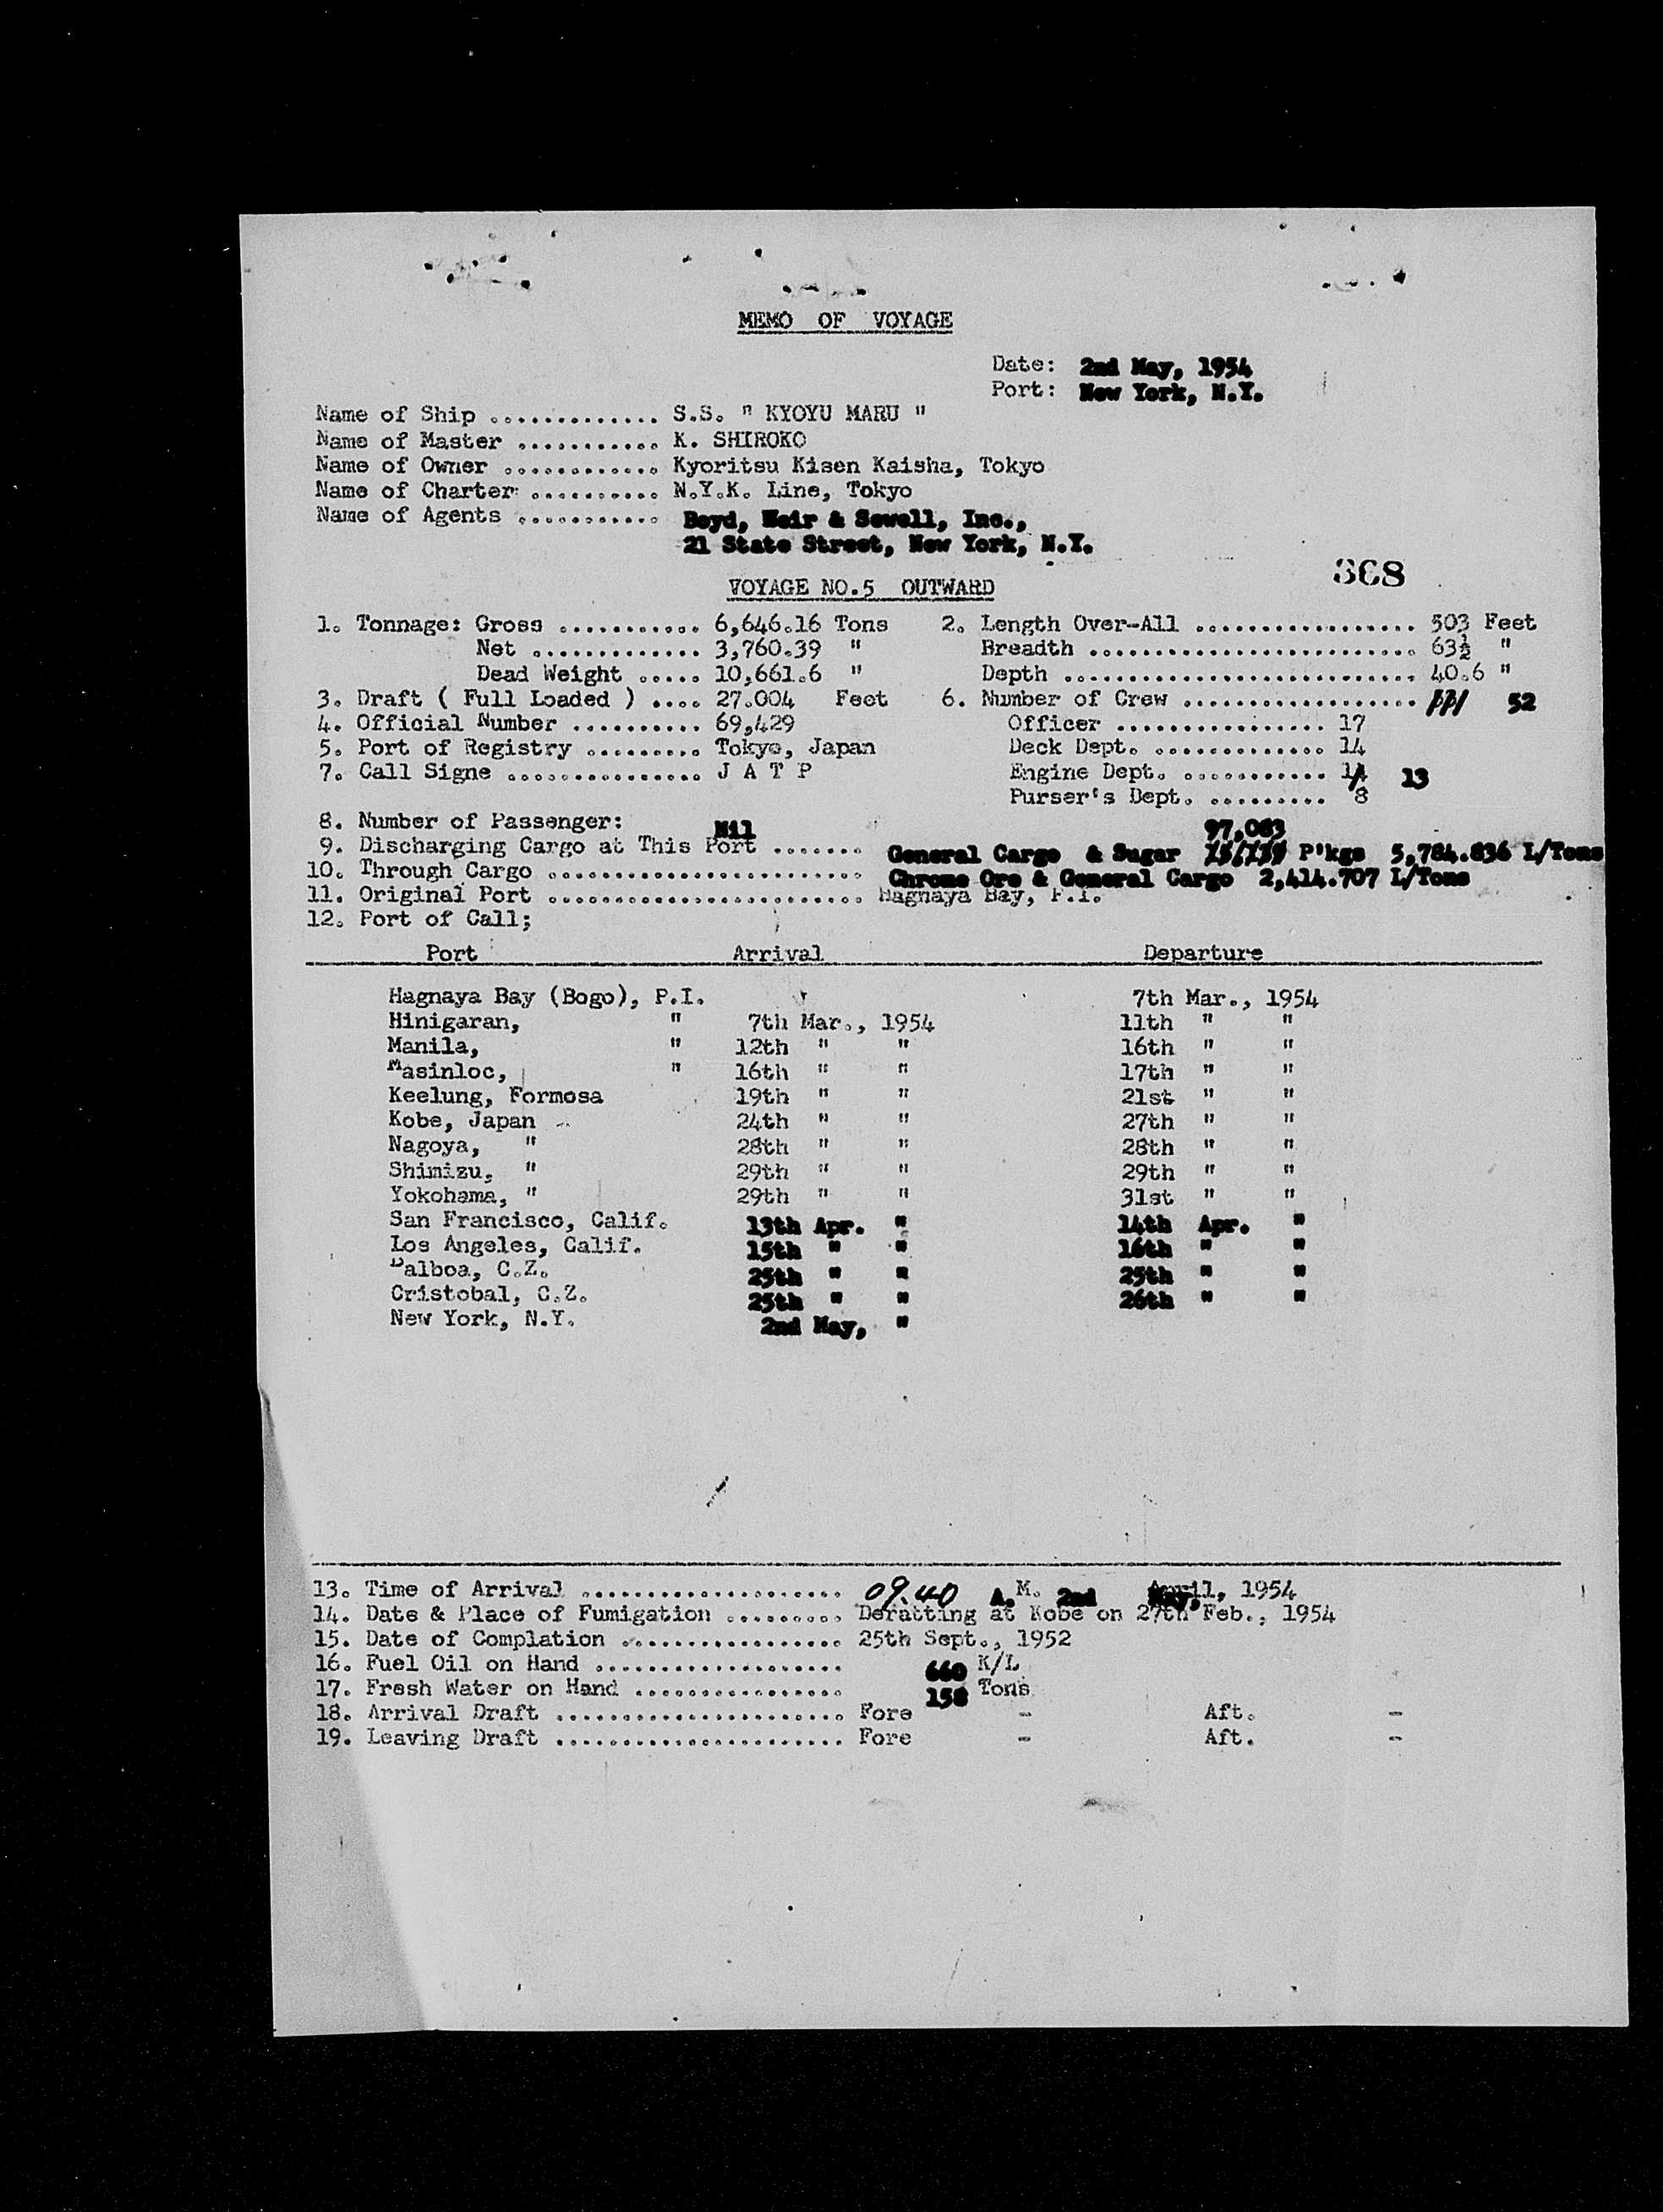 MEMO OF VOYAGE
Date: 2nd May, 1954
Port: New York, N.Y.
Name of Ship ............. S.S. " KYOYU MARU "
Name of Master ........... K. SHIROKO
Name of Owner ............ Kyoritsu Kisen Kaisha, Tokyo
Name of Charter .......... N.Y.K. Line, Tokyo
Name of Agents ........... Boyd, Weir & Sewell, Inc.,
21 State Street, New York, N.Y.
368
VOYAGE NO.5 OUTWARD
1. Tonnage: Gross ........... 6,646.16 Tons 2. Length Over-All ................. 503 Feet
Net ............. 3,760.39 " Breadth ......................... 63½ "
Dead Weight ..... 10,661.6 " Depth ........................... 40.6 "
3. Draft ( Full Loaded ) .... 27.004 Feet 6. Number of Crew .................. 52
4. Official Number .......... 69,429 Officer ................ 17
5. Port of Registry ......... Tokyo, Japan Deck Dept. ............. 14
7. Call Signe ............... J A T P Engine Dept. ........... 14 13
Purser's Dept. ......... 8
8. Number of Passenger: Nil
97,083
9. Discharging Cargo at This Port ....... General Cargo & Sugar P'kgs 5,784.836 L/Tons
10. Through Cargo ........................ Chrome Ore & General Cargo 2,414.707 L/Tons
11. Original Port ........................ Hagnaya Bay, P.I.
12. Port of Call;
Port Arrival Departure
Hagnaya Bay (Bogo), P.I. 7th Mar., 1954
Hinigaran, " 7th Mar., 1954 11th " "
Manila, " 12th " " 16th " "
Masinloc, " 16th " " 17th " "
Keelung, Formosa 19th " " 21st " "
Kobe, Japan 24th " " 27th " "
Nagoya, " 28th " " 28th " "
Shimizu, " 29th " " 29th " "
Yokohama, " 29th " " 31st " "
San Francisco, Calif. 13th Apr. " 14th Apr. "
Los Angeles, Calif. 15th " " 16th " "
Balboa, C.Z. 25th " " 25th " "
Cristobal, C.Z. 25th " " 26th " "
New York, N.Y. 2nd May, "
13. Time of Arrival .................... 09.40 A.M. 2nd May, April, 1954
14. Date & Place of Fumigation ......... Deratting at Kobe on 27th Feb., 1954
15. Date of Complation ................. 25th Sept., 1952
16. Fuel Oil on Hand ................... 660 K/L
17. Fresh Water on Hand ................ 158 Tons
18. Arrival Draft ...................... Fore - Aft. -
19. Leaving Draft ...................... Fore - Aft. -